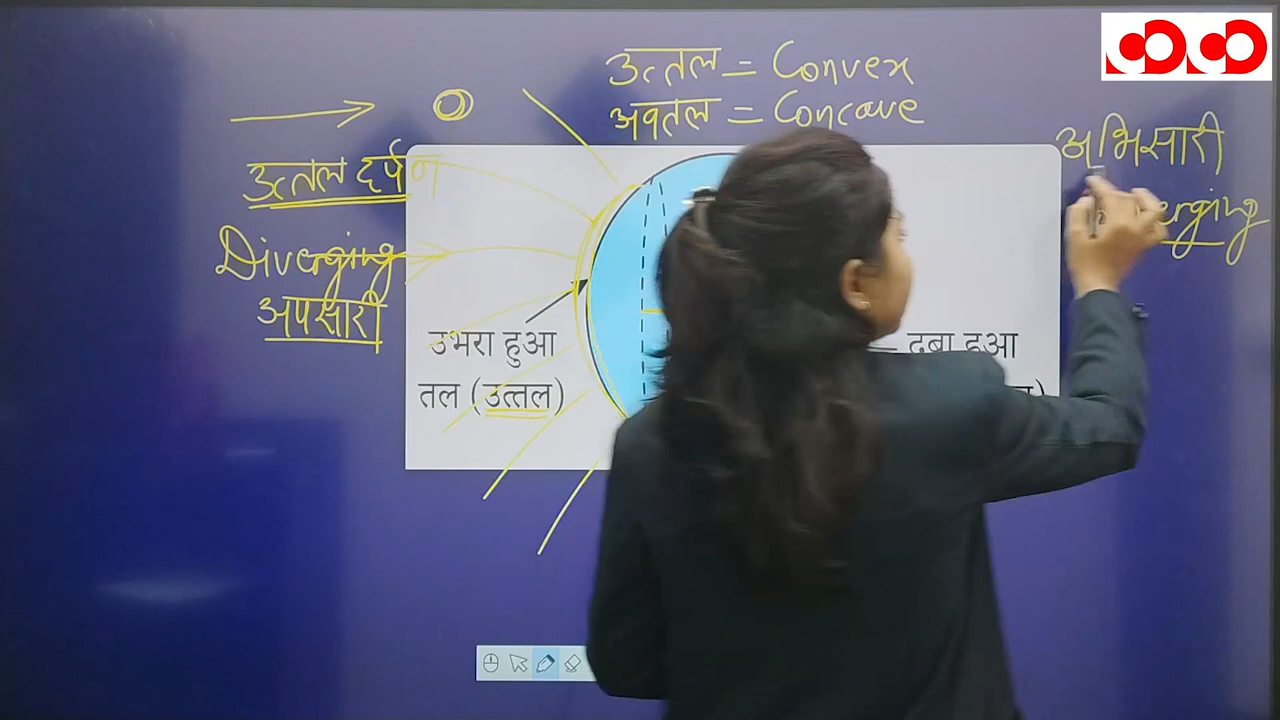 उत्तल = Convex
अवतल = Concave
उत्तल दर्पण
Diverging
अपसारी
उभरा हुआ
तल (उत्तल)
अभिसारी
दबा हुआ